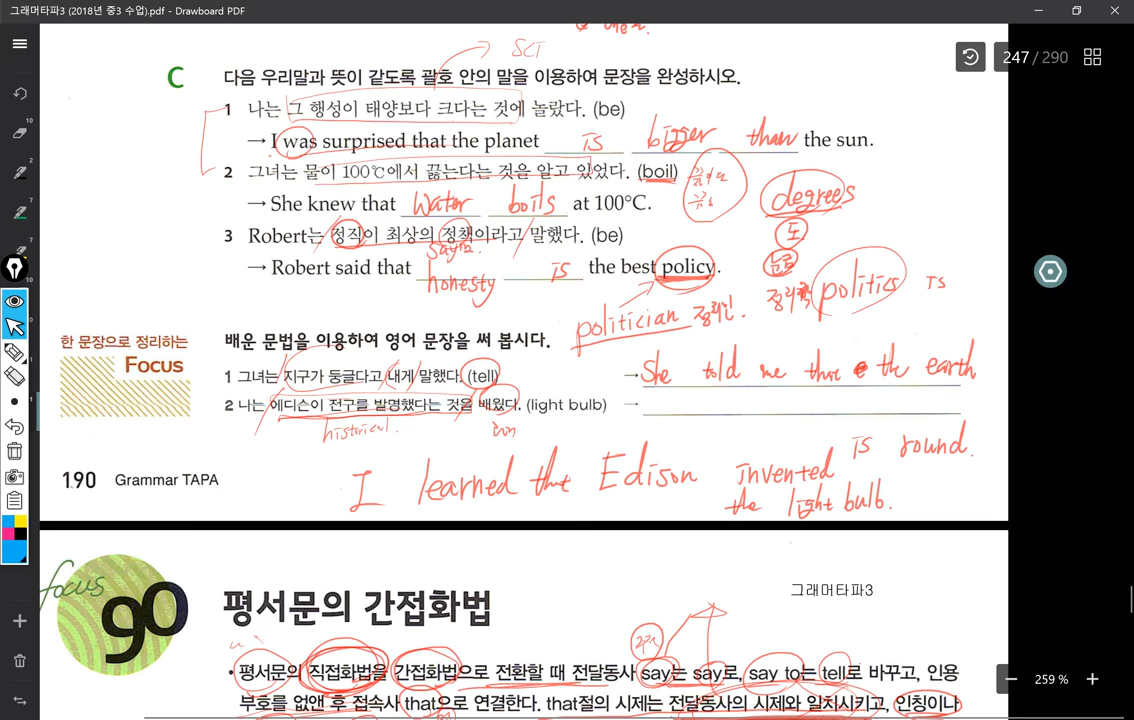 그래머타파3 (2018년 중3 수업).pdf - Drawboard PDF
247 / 290
SCI
C 다음 우리말과 뜻이 같도록 괄호 안의 말을 이용하여 문장을 완성하시오.
1 나는 그 행성이 태양보다 크다는 것에 놀랐다. (be)
→ I was surprised that the planet is bigger than the sun.
2 그녀는 물이 100℃에서 끓는다는 것을 알고 있었다. (boil)
→ She knew that water boils at 100°C.
degrees
도
3 Robert는 정직이 최상의 정책이라고 말했다. (be)
→ Robert said that honesty is the best policy.
politician 정치인.
politics is
한 문장으로 정리하는
Focus
배운 문법을 이용하여 영어 문장을 써 봅시다.
1 그녀는 지구가 둥글다고 내게 말했다. (tell)
→ She told me that the earth
is round.
2 나는 에디슨이 전구를 발명했다는 것을 배웠다. (light bulb) →
historical.
I learned that Edison invented
the light bulb.
190 Grammar TAPA
focus
90 평서문의 간접화법
그래머타파3
• 평서문의 직접화법을 간접화법으로 전환할 때 전달동사 say는 say로, say to는 tell로 바꾸고, 인용
부호를 없앤 후 접속사 that으로 연결한다. that절의 시제는 전달동사의 시제와 일치시키고, 인칭이나
259 %